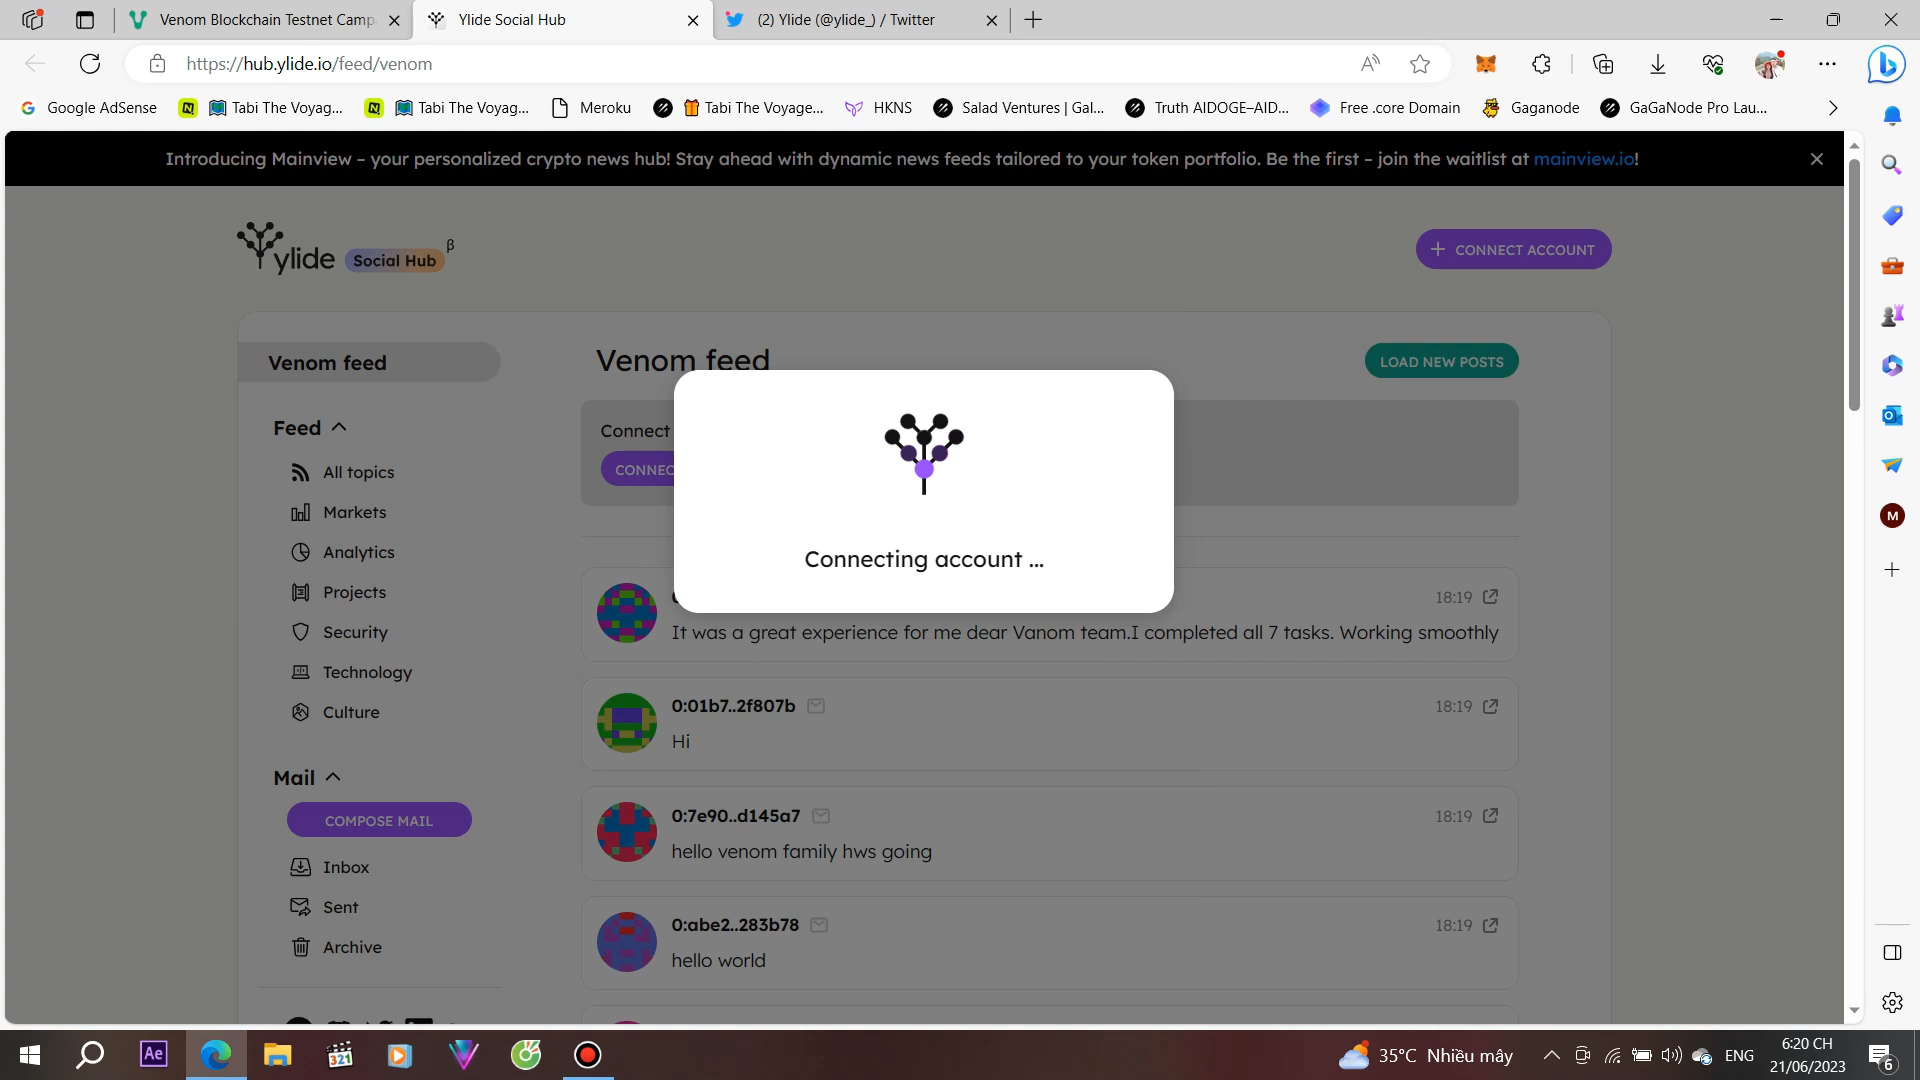 Venom Blockchain Testnet Camp
Ylide Social Hub
(2) Ylide (@ylide_) / Twitter
https://hub.ylide.io/feed/venom
Google AdSense
Tabi The Voyag...
Tabi The Voyag...
Meroku
Tabi The Voyage...
HKNS
Salad Ventures | Gal...
Truth AIDOGE–AID...
Free .core Domain
Gaganode
GaGaNode Pro Lau...
Introducing Mainview – your personalized crypto news hub! Stay ahead with dynamic news feeds tailored to your token portfolio. Be the first – join the waitlist at mainview.io!
ylide Social Hub β
+ CONNECT ACCOUNT
Venom feed
Venom feed
LOAD NEW POSTS
Feed
Connect
CONNEC
All topics
Markets
Analytics
Projects
Security
Technology
Culture
Connecting account ...
18:19
It was a great experience for me dear Vanom team.I completed all 7 tasks. Working smoothly
0:01b7..2f807b
18:19
Hi
Mail
COMPOSE MAIL
0:7e90..d145a7
18:19
hello venom family hws going
Inbox
Sent
Archive
0:abe2..283b78
18:19
hello world
M
Ae
321
35°C Nhiều mây
ENG
6:20 CH
21/06/2023
6